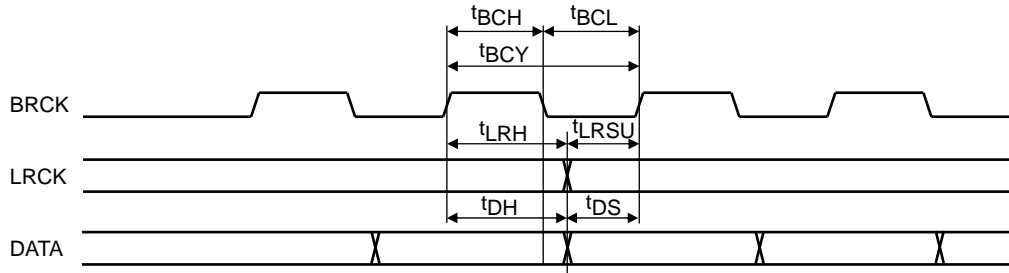 tBCH tBCL
tBCY
BRCK
tLRH tLRSU
LRCK
tDH tDS
DATA